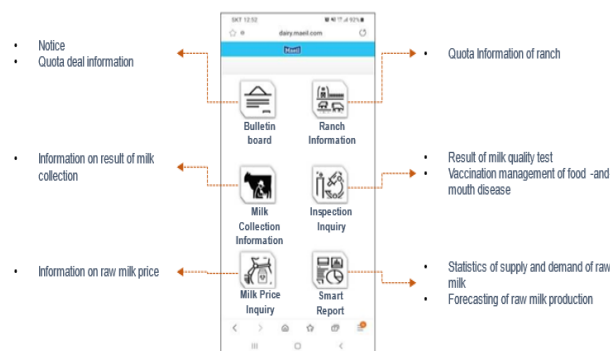 SKT 12:52
92%
dairy.maeil.com
Maeil
• Notice
• Quota deal information
• Quota Information of ranch
Bulletin
board
Ranch
Information
• Information on result of milk
collection
• Result of milk quality test
• Vaccination management of food -and
mouth disease
Milk
Collection
Information
Inspection
Inquiry
• Information on raw milk price
• Statistics of supply and demand of raw
milk
• Forecasting of raw milk production
Milk Price
Inquiry
Smart
Report